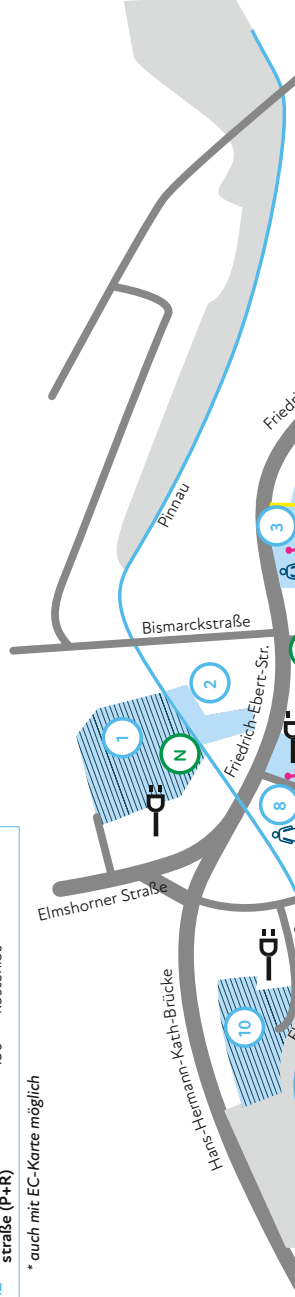 straße (P+R)
* auch mit EC-Karte möglich
Pinnau
Bismarckstraße
3
2
1
N
Friedrich-Ebert-Str.
8
Elmshorner Straße
10
Hans-Hermann-Kath-Brücke